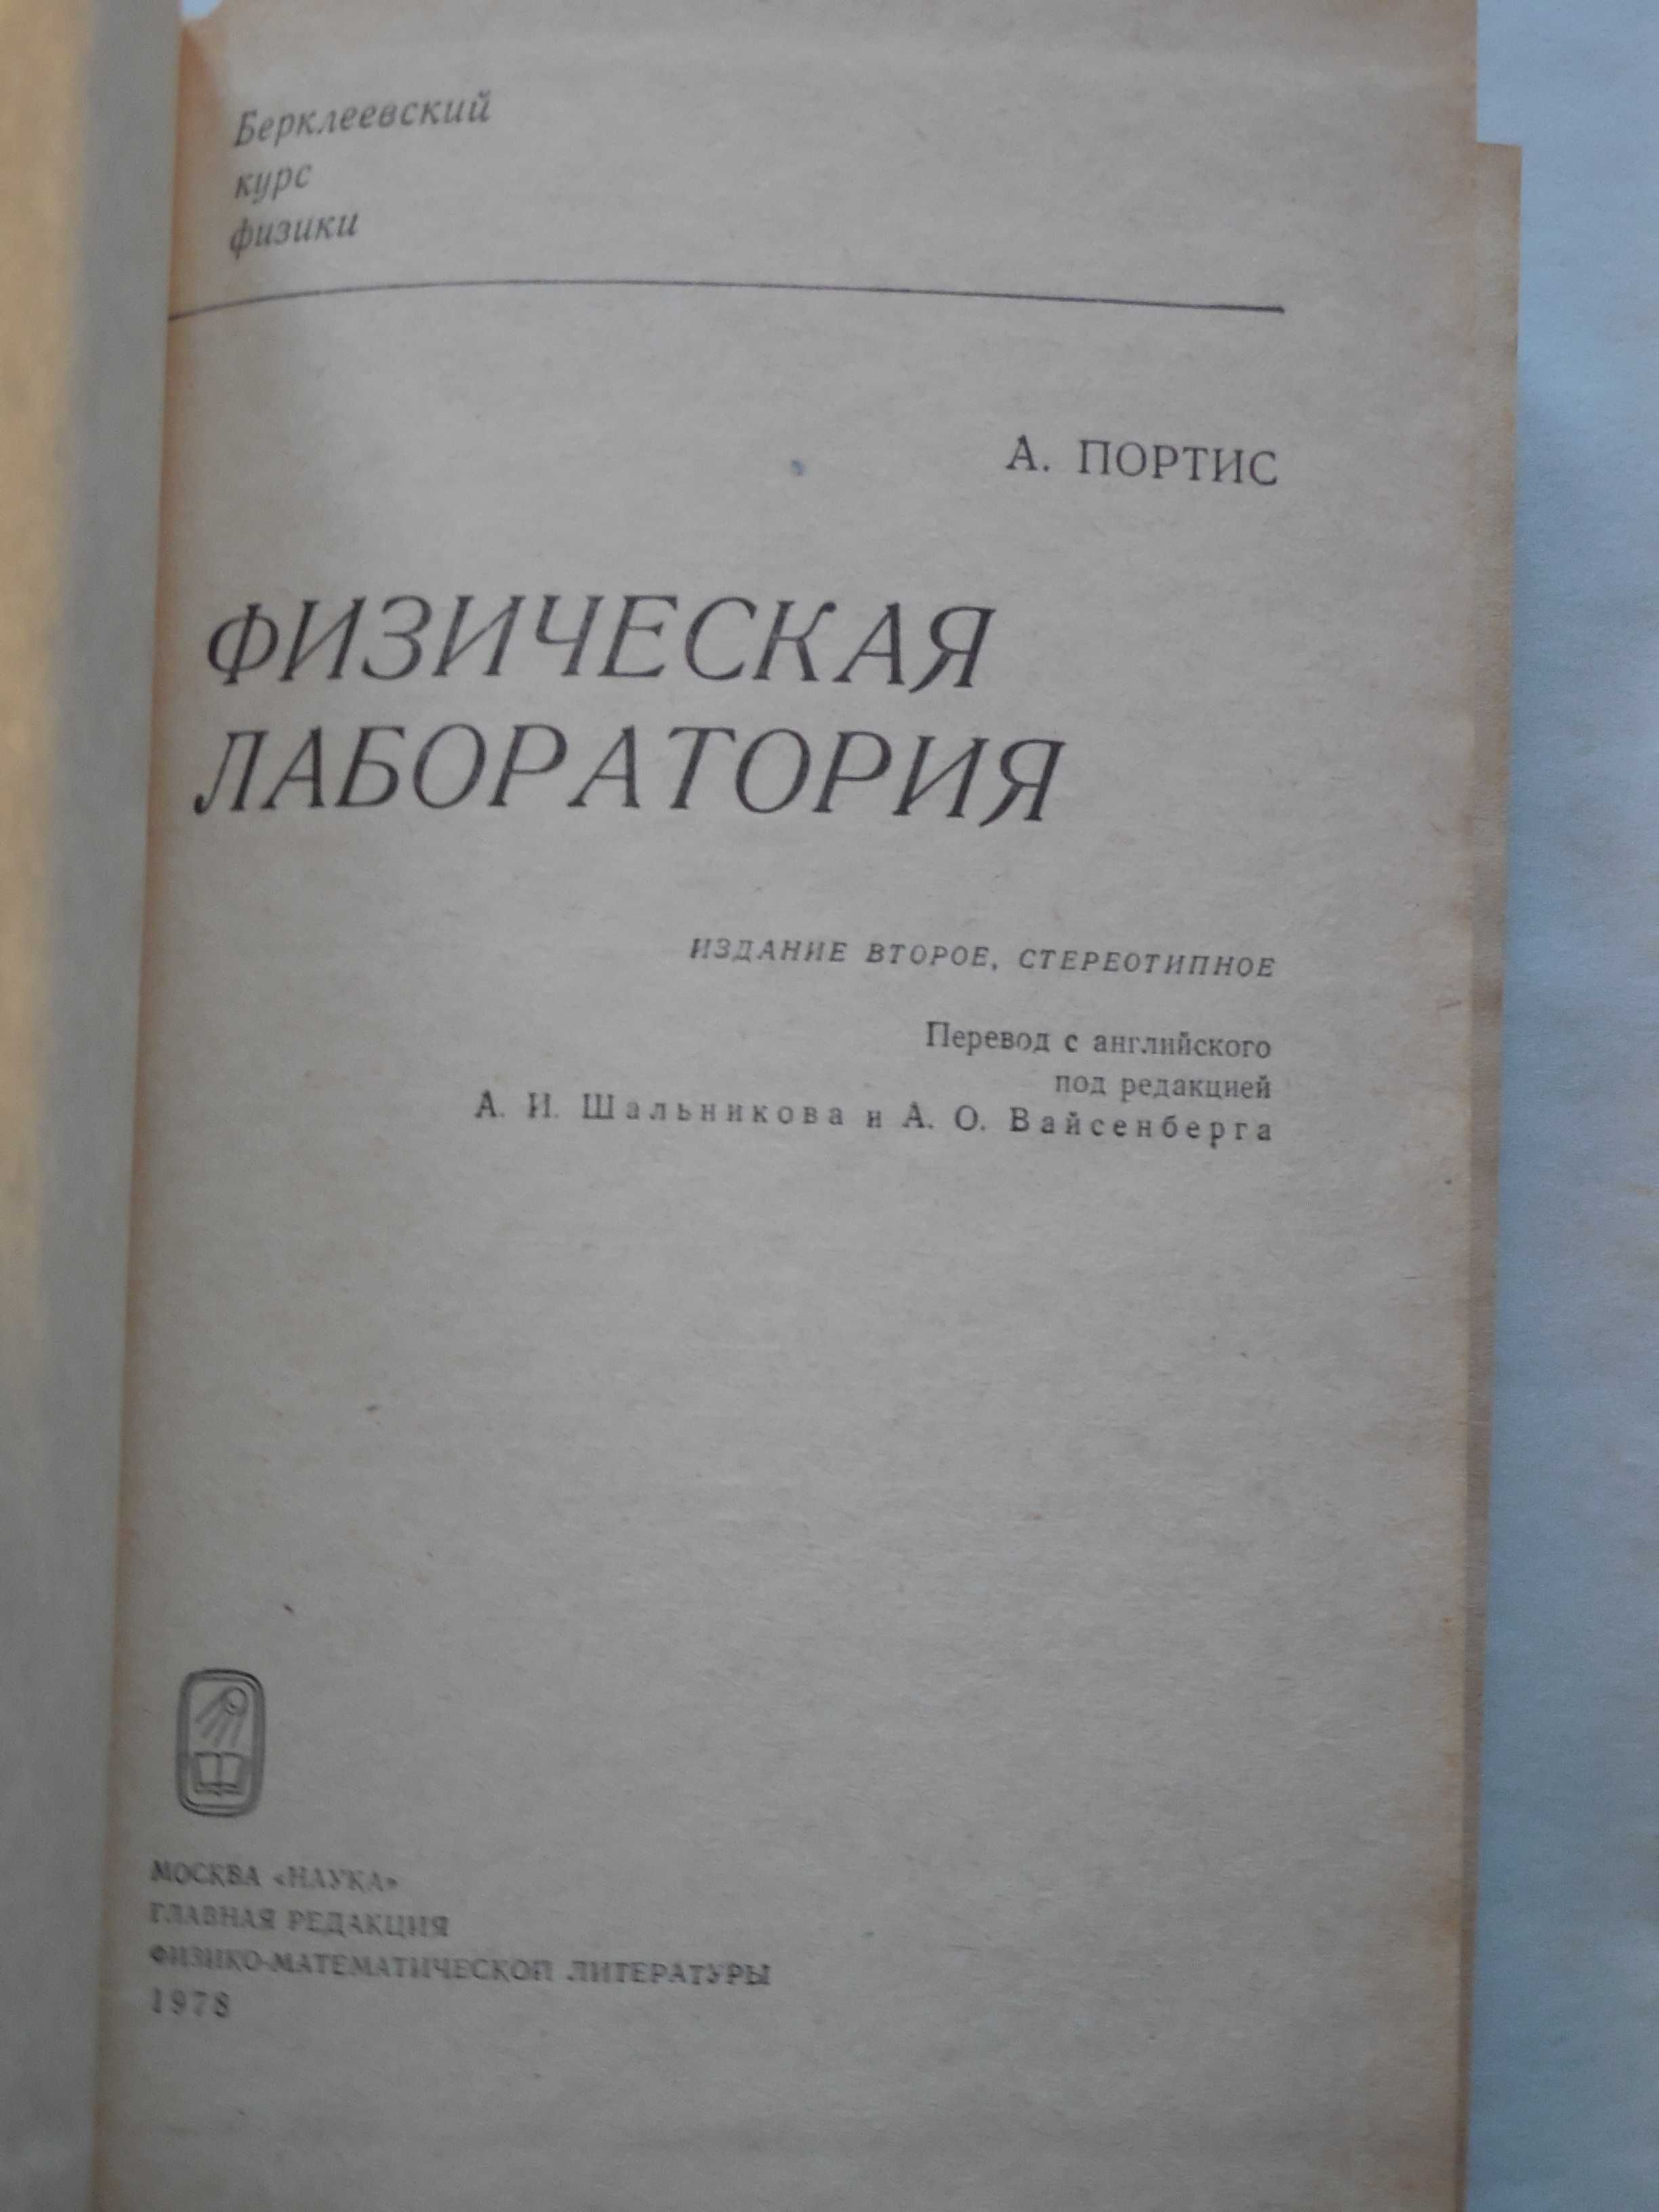 Берклеевский
курс
физики
А. ПОРТИС
ФИЗИЧЕСКАЯ
ЛАБОРАТОРИЯ
ИЗДАНИЕ ВТОРОЕ, СТЕРЕОТИПНОЕ
Перевод с английского
под редакцией
А. И. Шальникова и А. О. Вайсенберга
МОСКВА «НАУКА»
ГЛАВНАЯ РЕДАКЦИЯ
ФИЗИКО-МАТЕМАТИЧЕСКОЙ ЛИТЕРАТУРЫ
1978